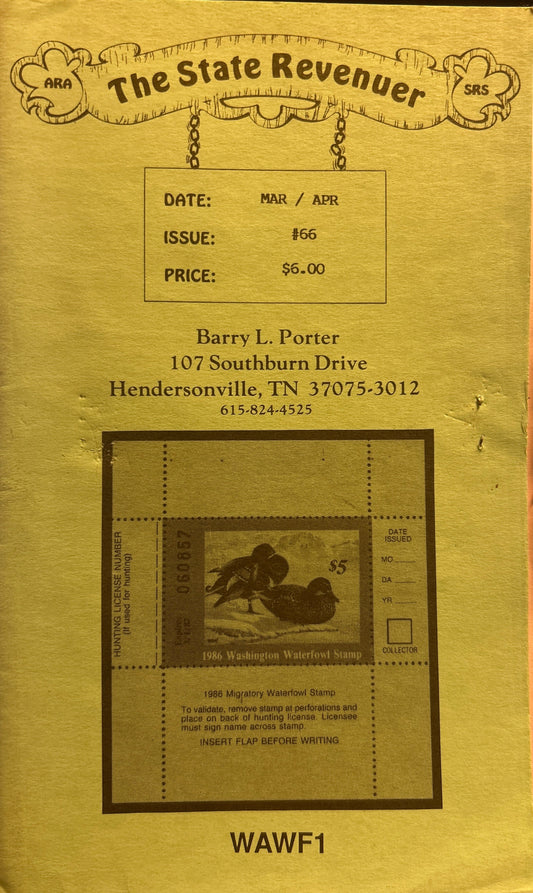 ARA
The State Revenuer
SRS
DATE: MAR / APR
ISSUE: #66
PRICE: $6.00
Barry L. Porter
107 Southburn Drive
Hendersonville, TN 37075-3012
615-824-4525
HUNTING LICENSE NUMBER
(If used for hunting)
060857
Expires
$5
1986 Washington Waterfowl Stamp
DATE
ISSUED
MO
DA
YR
COLLECTOR
1986 Migratory Waterfowl Stamp
To validate, remove stamp at perforations and
place on back of hunting license. Licensee
must sign name across stamp.
INSERT FLAP BEFORE WRITING
WAWF1